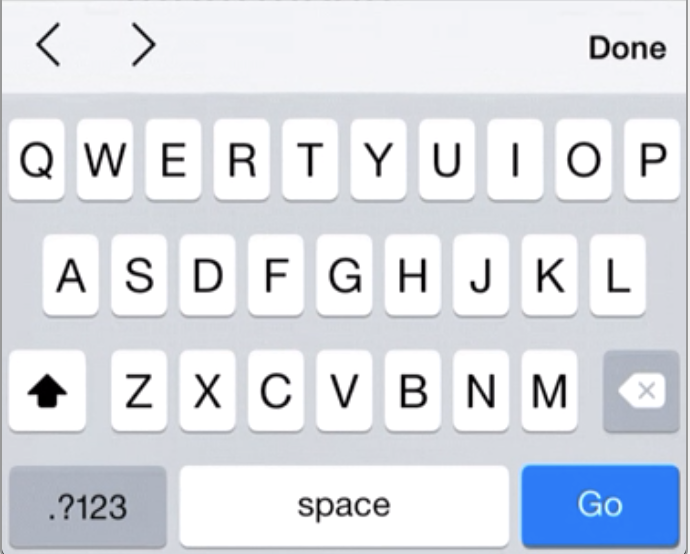 Done
Q W E R T Y U I O P
A S D F G H J K L
Z X C V B N M
.?123 space Go